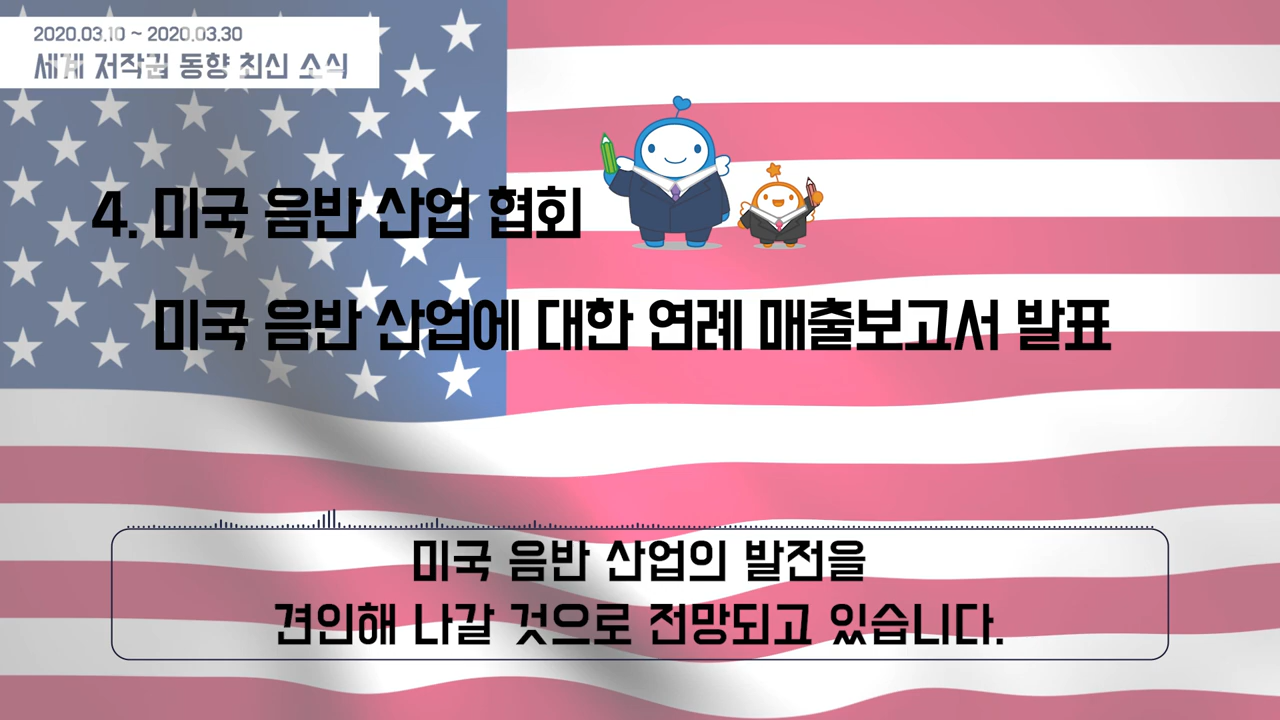 2020.03.10 ~ 2020.03.30
세계 저작권 동향 최신 소식
4. 미국 음반 산업 협회
미국 음반 산업에 대한 연례 매출보고서 발표
미국 음반 산업의 발전을
견인해 나갈 것으로 전망되고 있습니다.